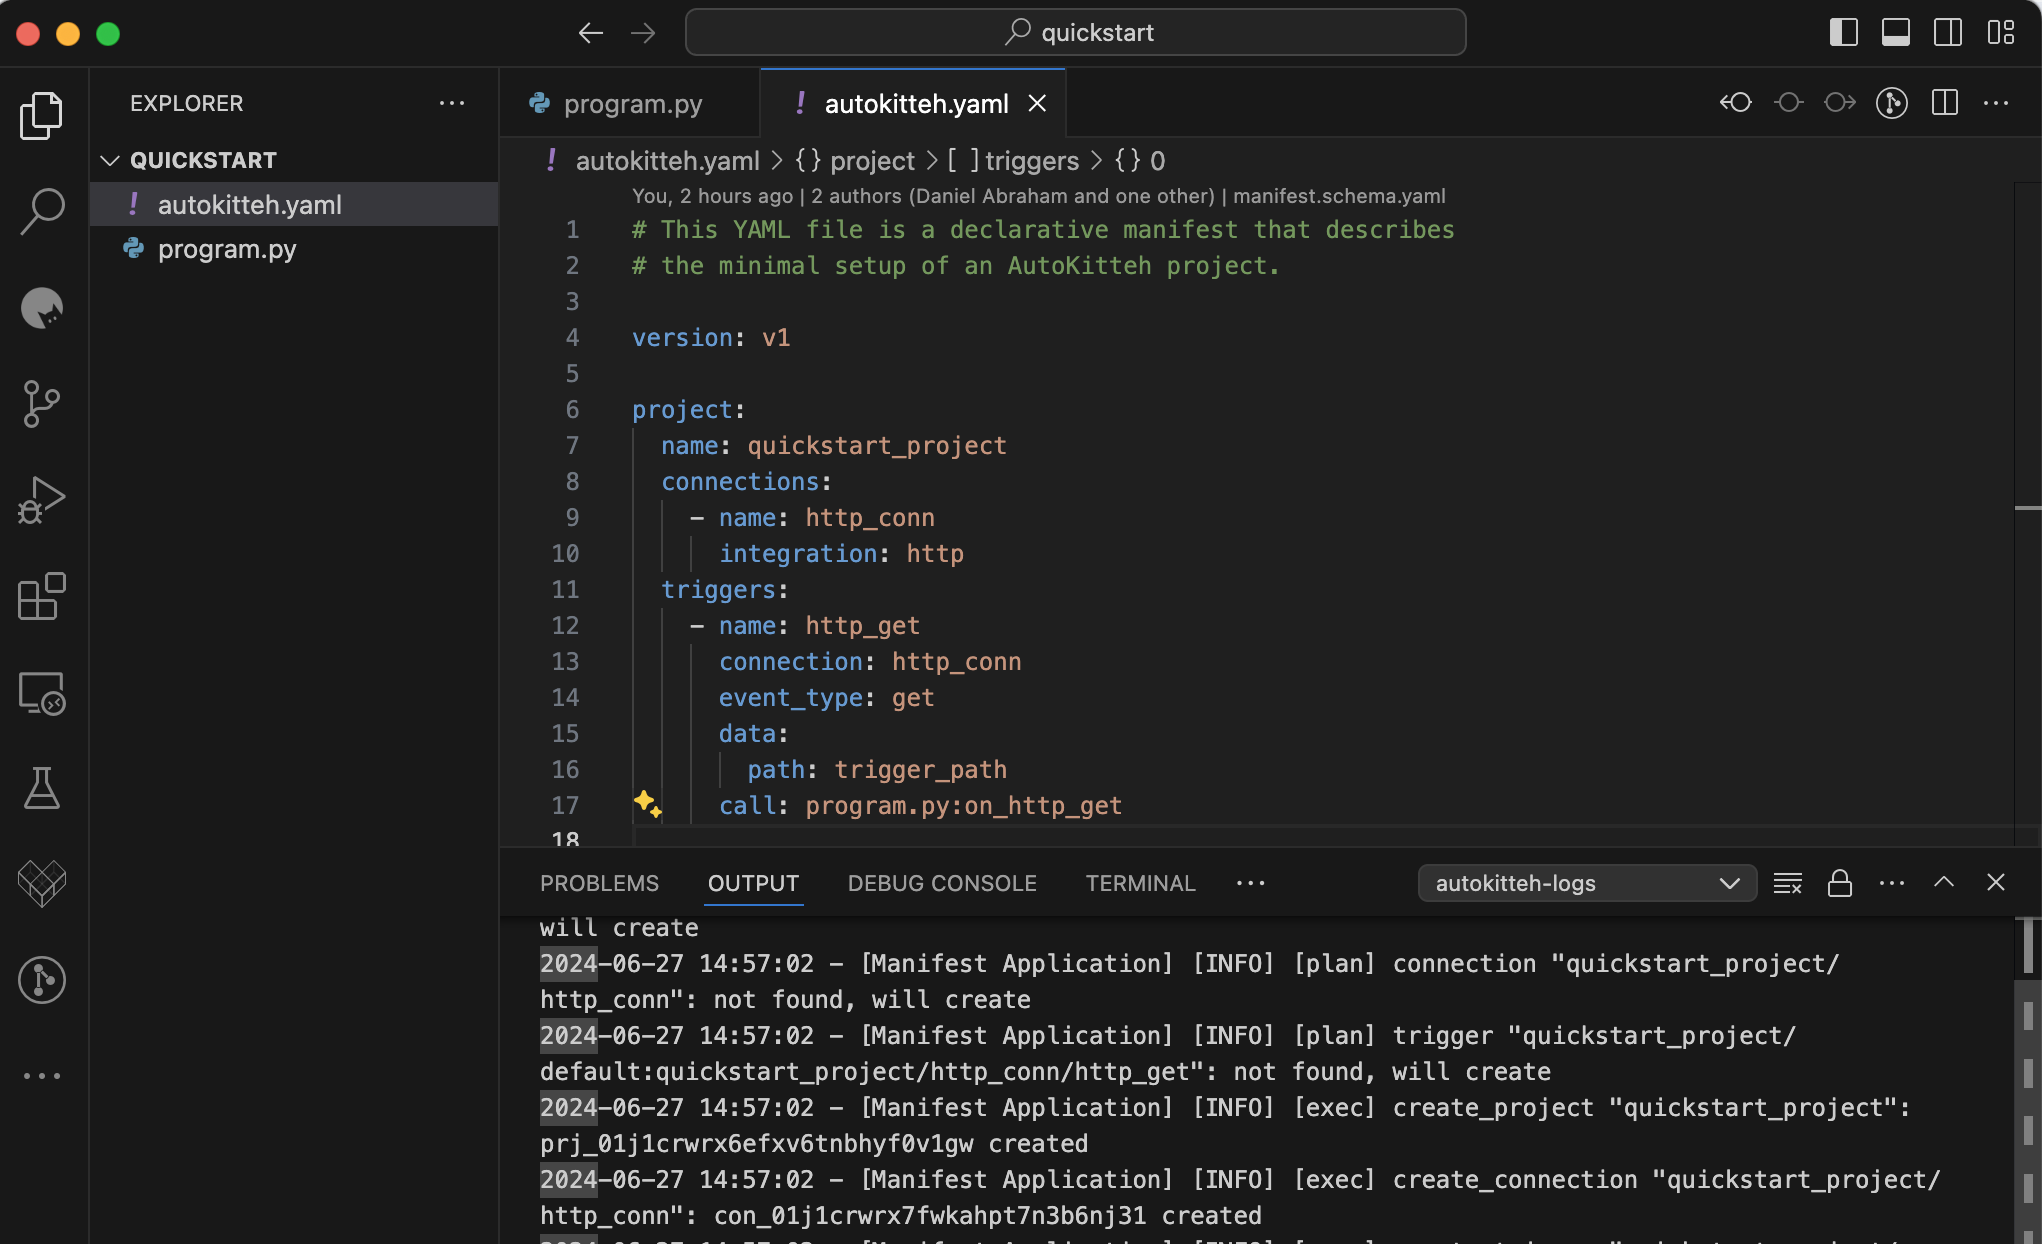 quickstart
EXPLORER
QUICKSTART
autokitteh.yaml
program.py
program.py
autokitteh.yaml
autokitteh.yaml > {} project > [ ] triggers > {} 0
You, 2 hours ago | 2 authors (Daniel Abraham and one other) | manifest.schema.yaml
1 # This YAML file is a declarative manifest that describes
2 # the minimal setup of an AutoKitteh project.
3
4 version: v1
5
6 project:
7 name: quickstart_project
8 connections:
9 - name: http_conn
10 integration: http
11 triggers:
12 - name: http_get
13 connection: http_conn
14 event_type: get
15 data:
16 path: trigger_path
17 call: program.py:on_http_get
18
PROBLEMS OUTPUT DEBUG CONSOLE TERMINAL
autokitteh-logs
will create
2024-06-27 14:57:02 - [Manifest Application] [INFO] [plan] connection "quickstart_project/
http_conn": not found, will create
2024-06-27 14:57:02 - [Manifest Application] [INFO] [plan] trigger "quickstart_project/
default:quickstart_project/http_conn/http_get": not found, will create
2024-06-27 14:57:02 - [Manifest Application] [INFO] [exec] create_project "quickstart_project":
prj_01j1crwrx6efxv6tnbhyf0v1gw created
2024-06-27 14:57:02 - [Manifest Application] [INFO] [exec] create_connection "quickstart_project/
http_conn": con_01j1crwrx7fwkahpt7n3b6nj31 created